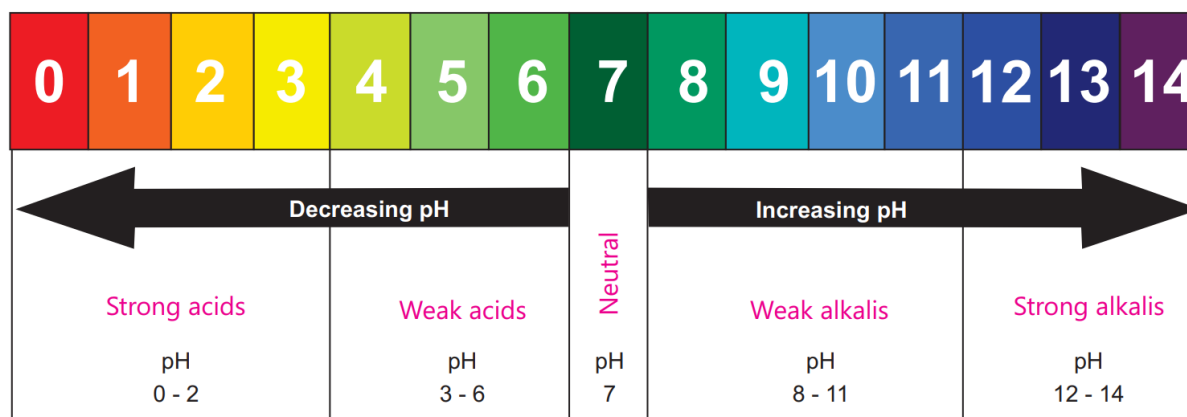 0 1 2 3 4 5 6 7 8 9 10 11 12 13 14
Decreasing pH
Increasing pH
Strong acids
Weak acids
Neutral
Weak alkalis
Strong alkalis
pH
0 - 2
pH
3 - 6
pH
7
pH
8 - 11
pH
12 - 14